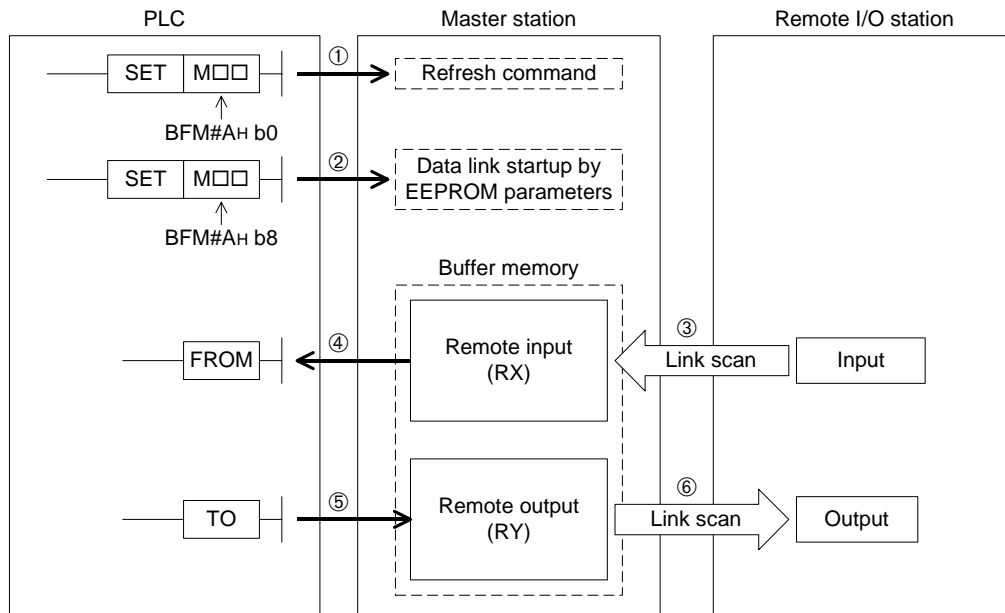 PLC
Master station
Remote I/O station
SET M□□
①
Refresh command
BFM#AH b0
SET M□□
②
Data link startup by
EEPROM parameters
BFM#AH b8
Buffer memory
FROM
④
Remote input
(RX)
③
Link scan
Input
TO
⑤
Remote output
(RY)
⑥
Link scan
Output